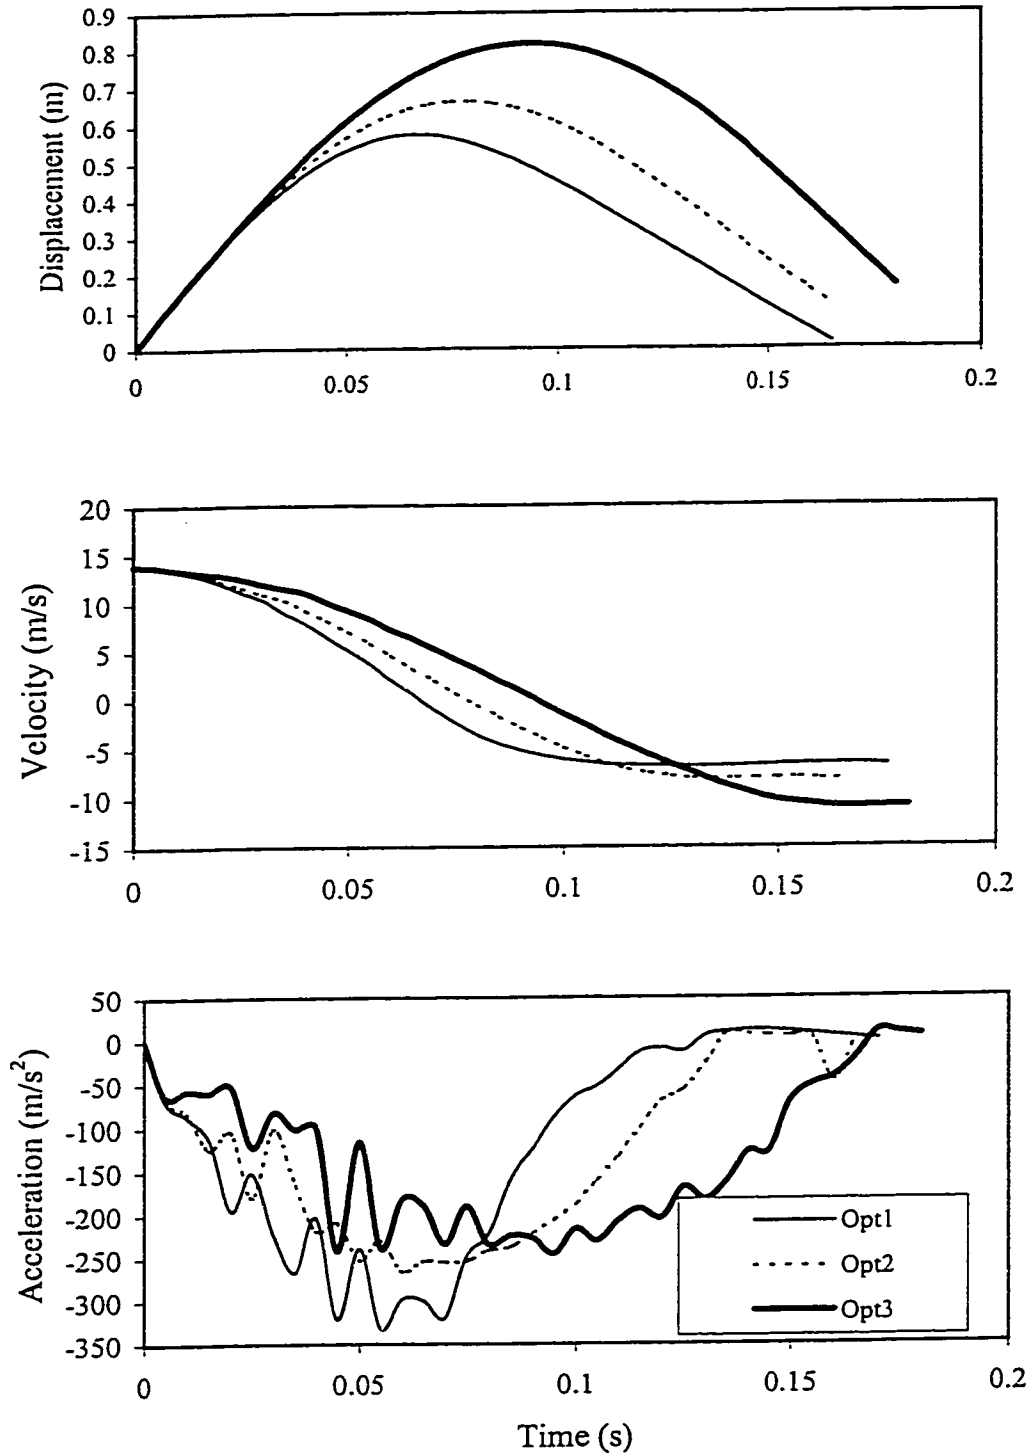 0.9
0.8
0.7
0.6
0.5
0.4
0.3
0.2
0.1
0
Displacement (m)
0 0.05 0.1 0.15 0.2
20
15
10
5
0
-5
-10
-15
Velocity (m/s)
0 0.05 0.1 0.15 0.2
50
0
-50
-100
-150
-200
-250
-300
-350
Acceleration (m/s²)
Opt1
Opt2
Opt3
0 0.05 0.1 0.15 0.2
Time (s)